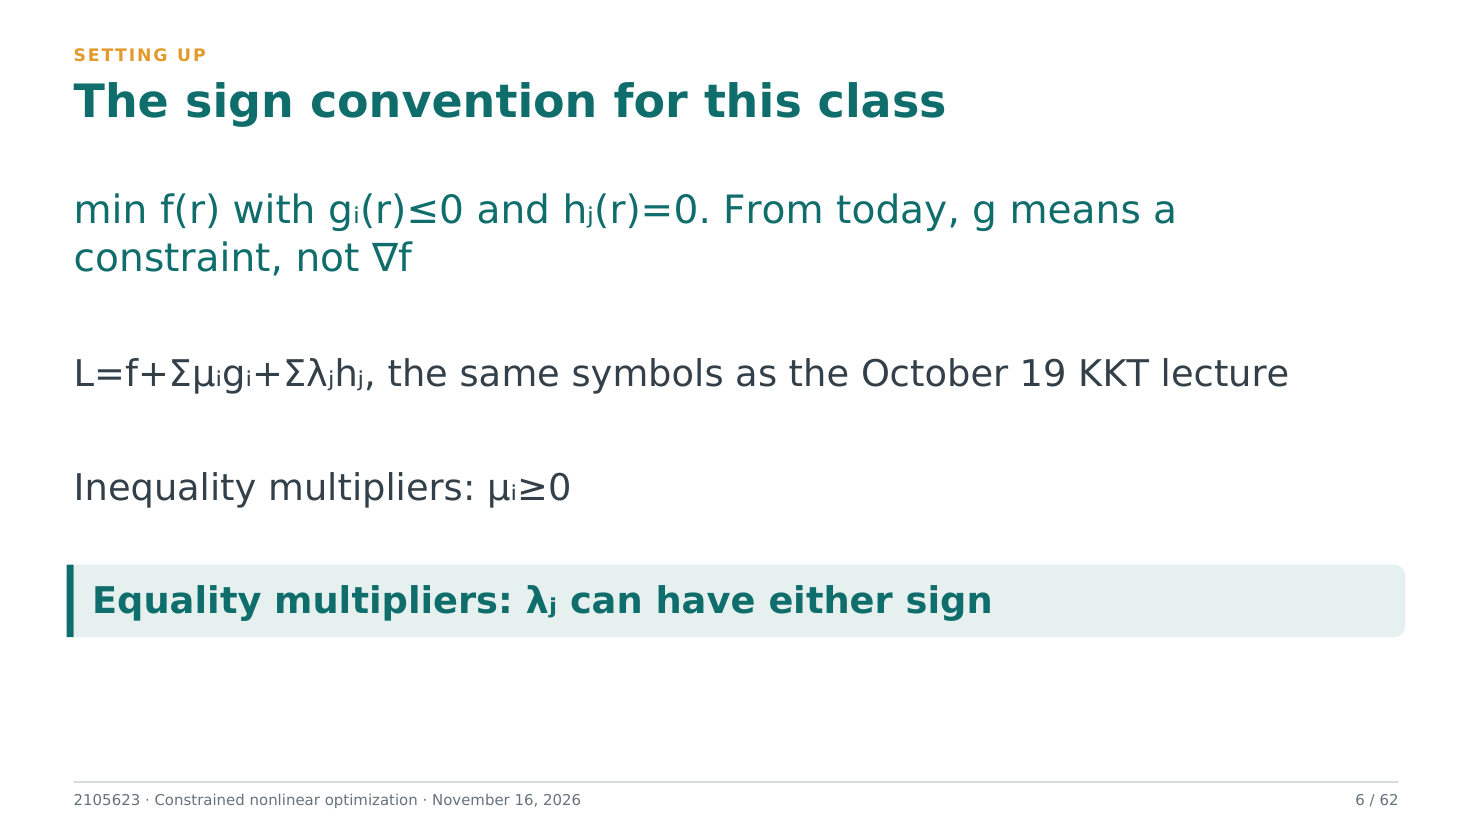 SETTING UP
The sign convention for this class
min f(r) with gᵢ(r)≤0 and hⱼ(r)=0. From today, g means a
constraint, not ∇f
L=f+Σμᵢgᵢ+Σλⱼhⱼ, the same symbols as the October 19 KKT lecture
Inequality multipliers: μᵢ≥0
Equality multipliers: λⱼ can have either sign
2105623 · Constrained nonlinear optimization · November 16, 2026
6 / 62